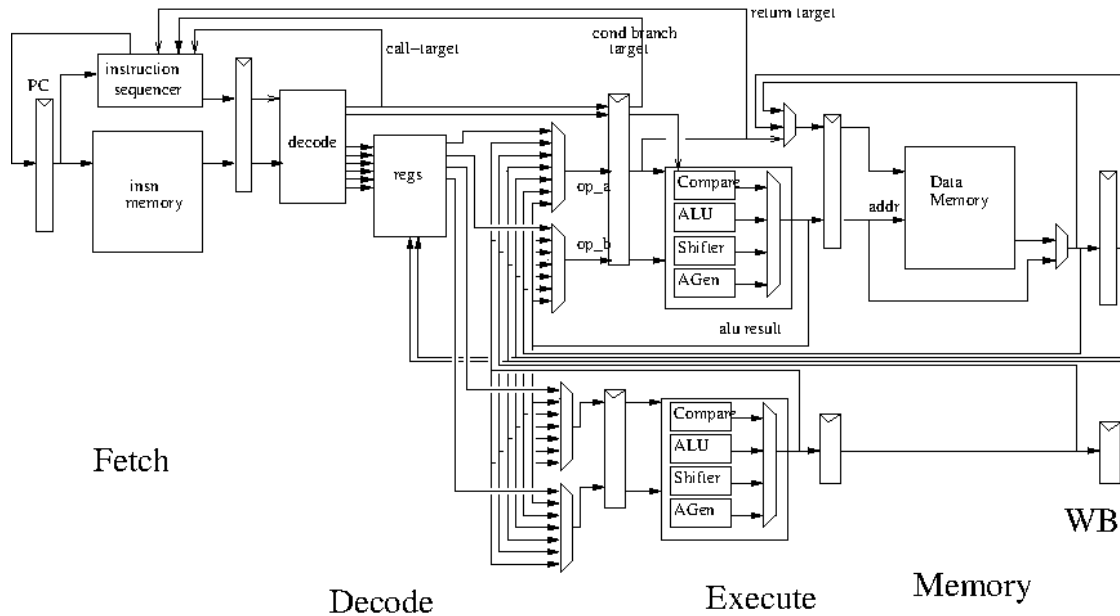 return target
cond branch
target
call-target
instruction
sequencer
PC
decode
insn
memory
regs
op_a
op_b
Compare
ALU
Shifter
AGen
alu result
addr
Data
Memory
Compare
ALU
Shifter
AGen
Fetch
WB
Decode
Execute
Memory